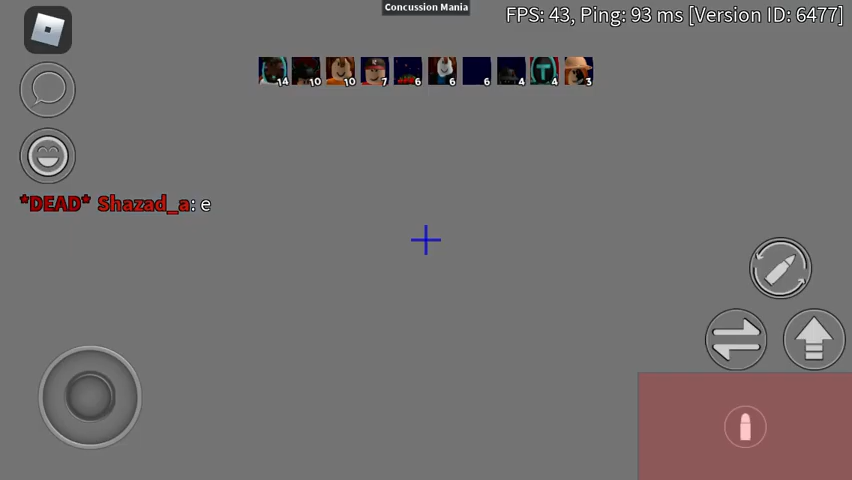 Concussion Mania
FPS: 43, Ping: 93 ms [Version ID: 6477]
14 10 10 7 6 6 6 4 4 3
*DEAD* Shazad_a: e